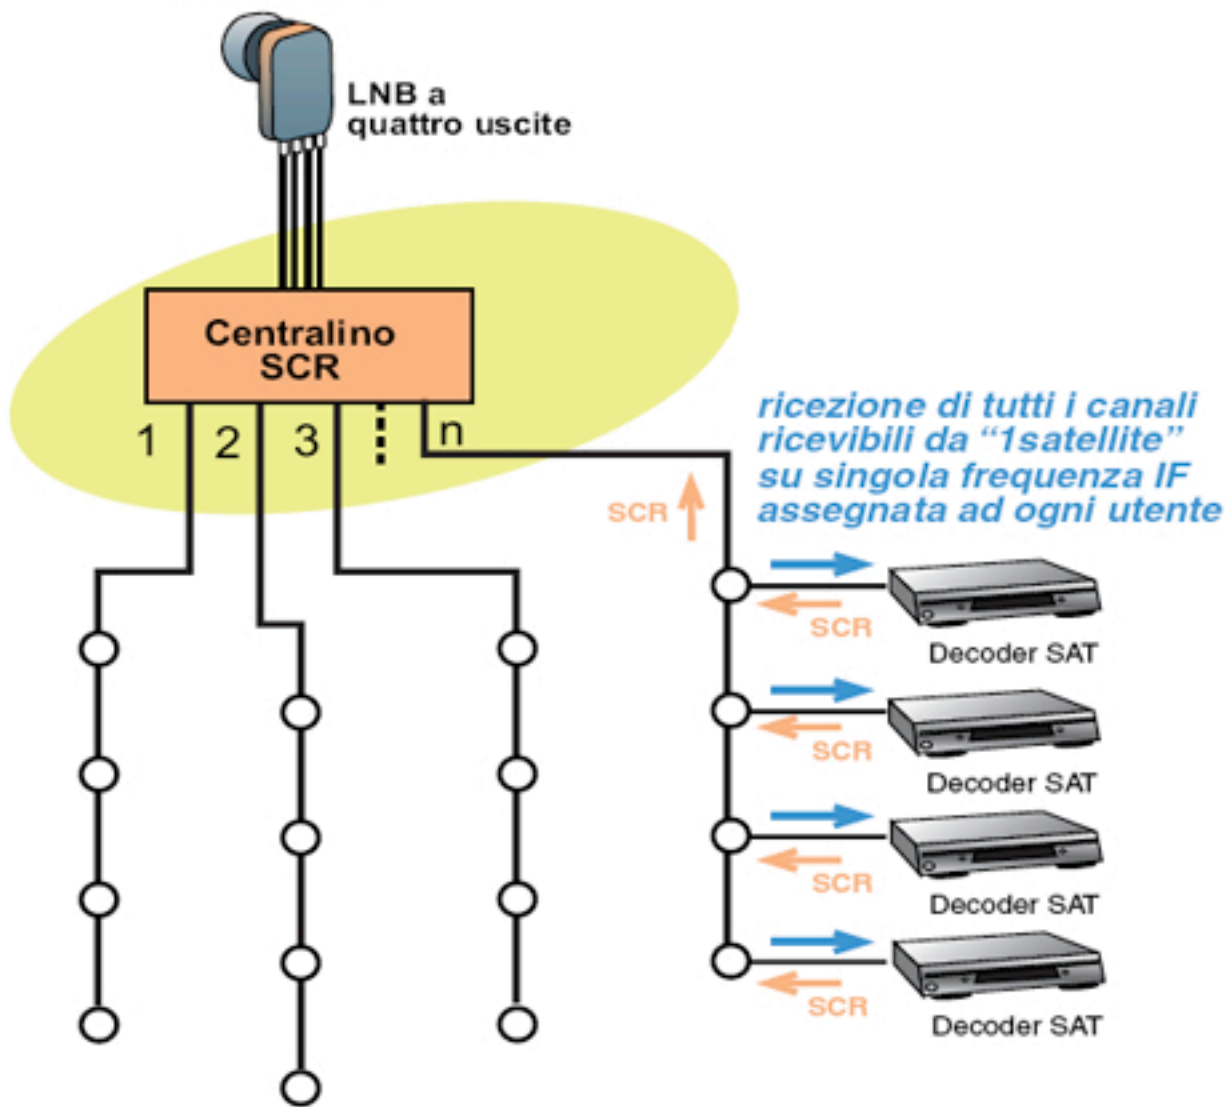 LNB a
quattro uscite
Centralino
SCR
1 2 3 n
ricezione di tutti i canali
ricevibili da “1satellite”
su singola frequenza IF
assegnata ad ogni utente
SCR
SCR
Decoder SAT
SCR
Decoder SAT
SCR
Decoder SAT
SCR
Decoder SAT